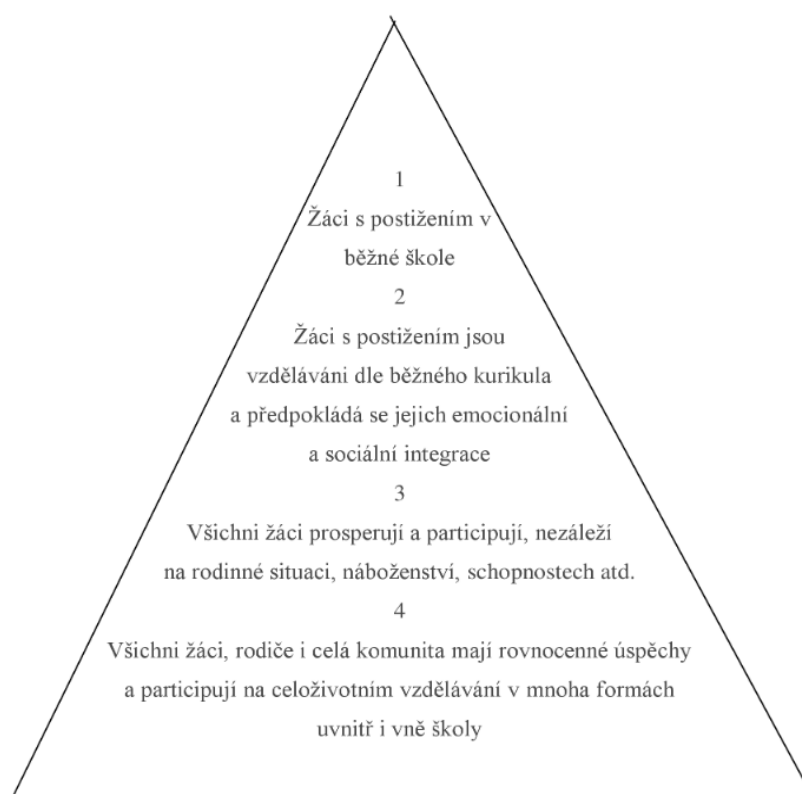 1
Žáci s postižením v
běžné škole
2
Žáci s postižením jsou
vzděláváni dle běžného kurikula
a předpokládá se jejich emocionální
a sociální integrace
3
Všichni žáci prosperují a participují, nezáleží
na rodinné situaci, náboženství, schopnostech atd.
4
Všichni žáci, rodiče i celá komunita mají rovnocenné úspěchy
a participují na celoživotním vzdělávání v mnoha formách
uvnitř i vně školy